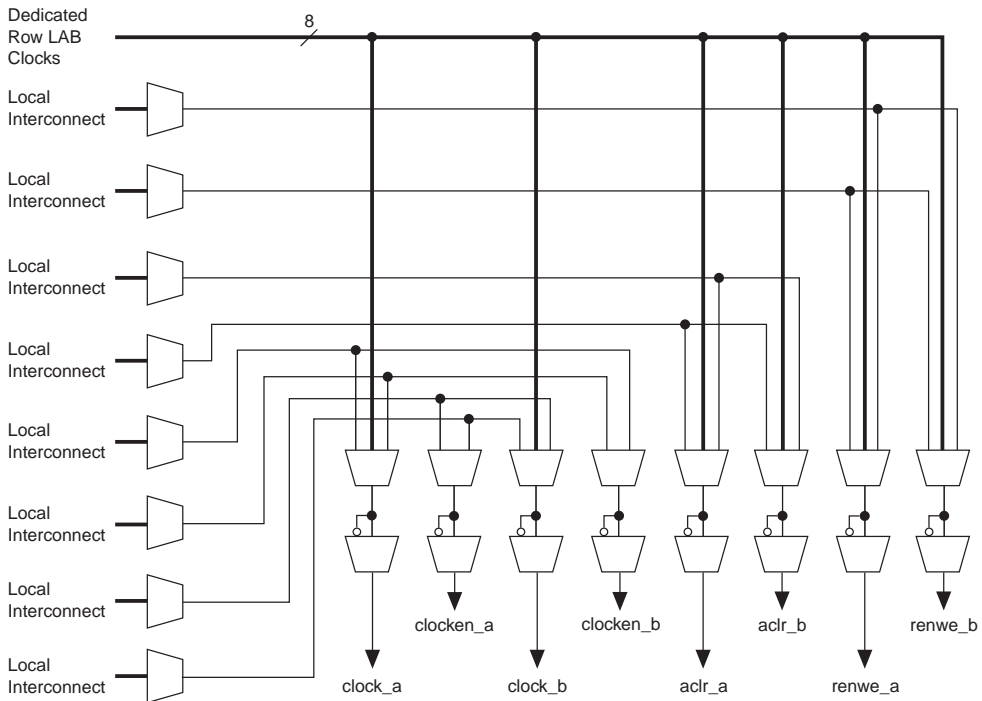 Dedicated
Row LAB
Clocks
8
Local
Interconnect
Local
Interconnect
Local
Interconnect
Local
Interconnect
Local
Interconnect
Local
Interconnect
Local
Interconnect
Local
Interconnect
clocken_a
clocken_b
aclr_b
renwe_b
clock_a
clock_b
aclr_a
renwe_a